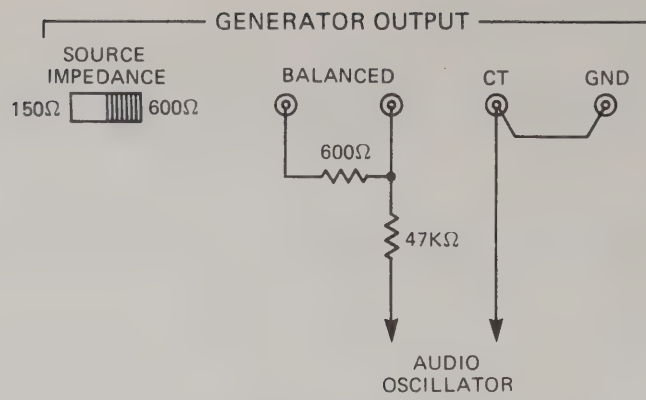 GENERATOR OUTPUT
SOURCE
IMPEDANCE
150Ω 600Ω
BALANCED
CT
GND
600Ω
47KΩ
AUDIO
OSCILLATOR